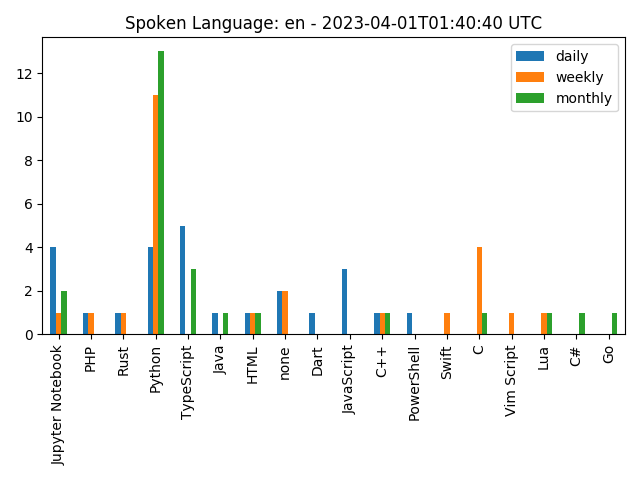 Spoken Language: en - 2023-04-01T01:40:40 UTC
daily
weekly
monthly
12
10
8
6
4
2
0
Jupyter Notebook
PHP
Rust
Python
TypeScript
Java
HTML
none
Dart
JavaScript
C++
PowerShell
Swift
C
Vim Script
Lua
C#
Go